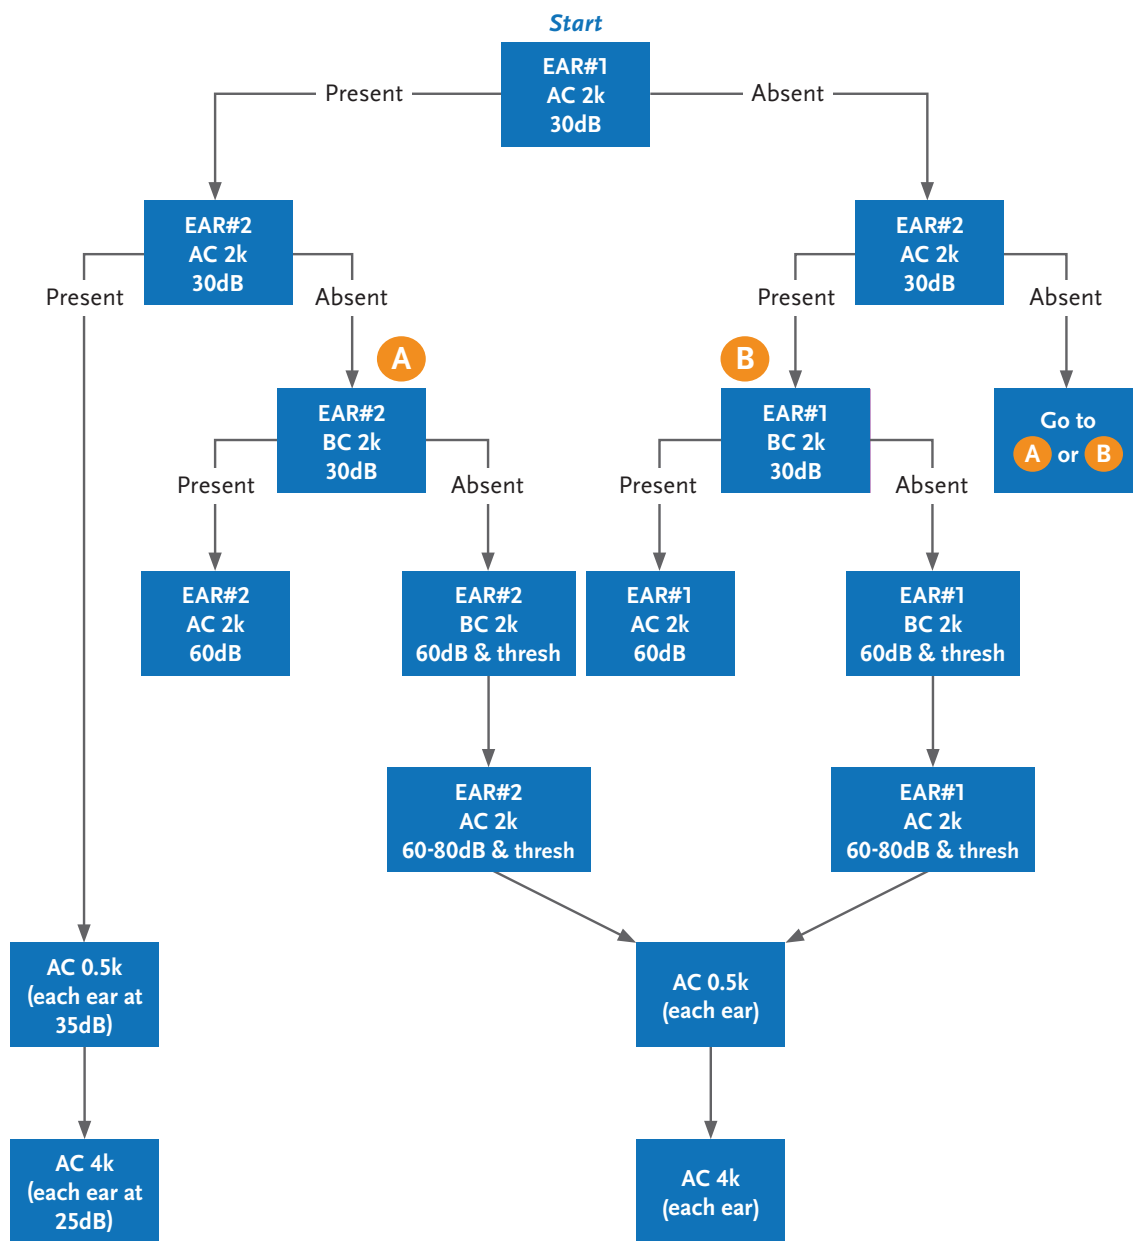 Start
EAR#1
AC 2k
30dB
Present
Absent
EAR#2
AC 2k
30dB
EAR#2
AC 2k
30dB
Present
Absent
Present
Absent
A
B
EAR#2
BC 2k
30dB
EAR#1
BC 2k
30dB
Go to
A or B
Present
Absent
Present
Absent
EAR#2
AC 2k
60dB
EAR#2
BC 2k
60dB & thresh
EAR#1
AC 2k
60dB
EAR#1
BC 2k
60dB & thresh
EAR#2
AC 2k
60-80dB & thresh
EAR#1
AC 2k
60-80dB & thresh
AC 0.5k
(each ear at
35dB)
AC 0.5k
(each ear)
AC 4k
(each ear at
25dB)
AC 4k
(each ear)